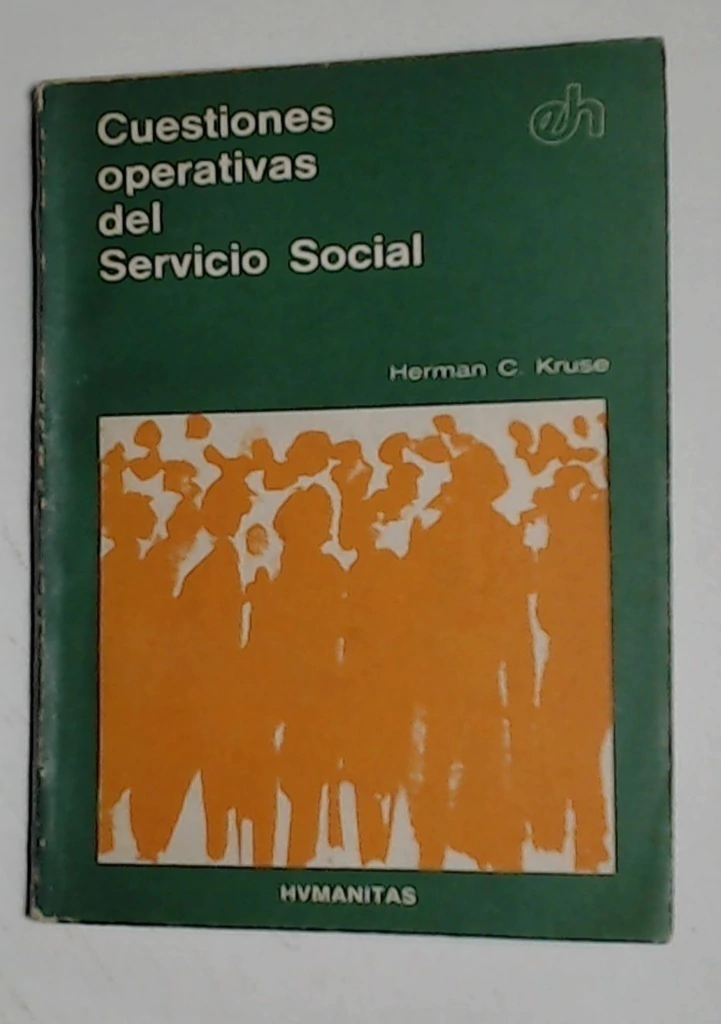 Cuestiones
operativas
del
Servicio Social
eh
Herman C. Kruse
HVMANITAS